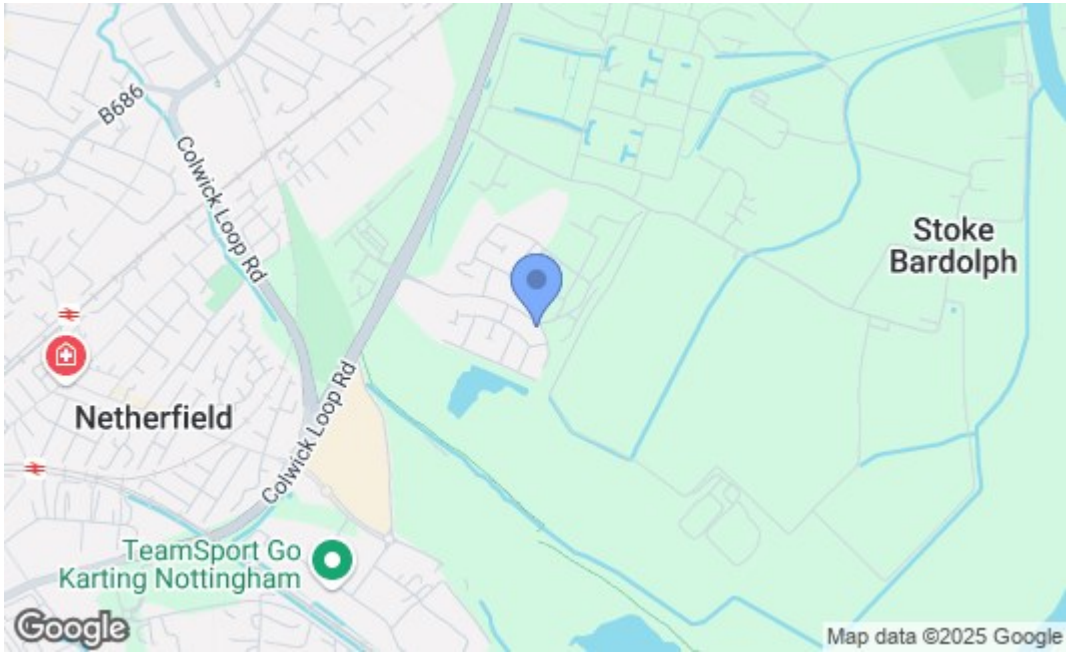 B686
Colwick Loop Rd
Stoke
Bardolph
Netherfield
Colwick Loop Rd
TeamSport Go
Karting Nottingham
Google
Map data ©2025 Google